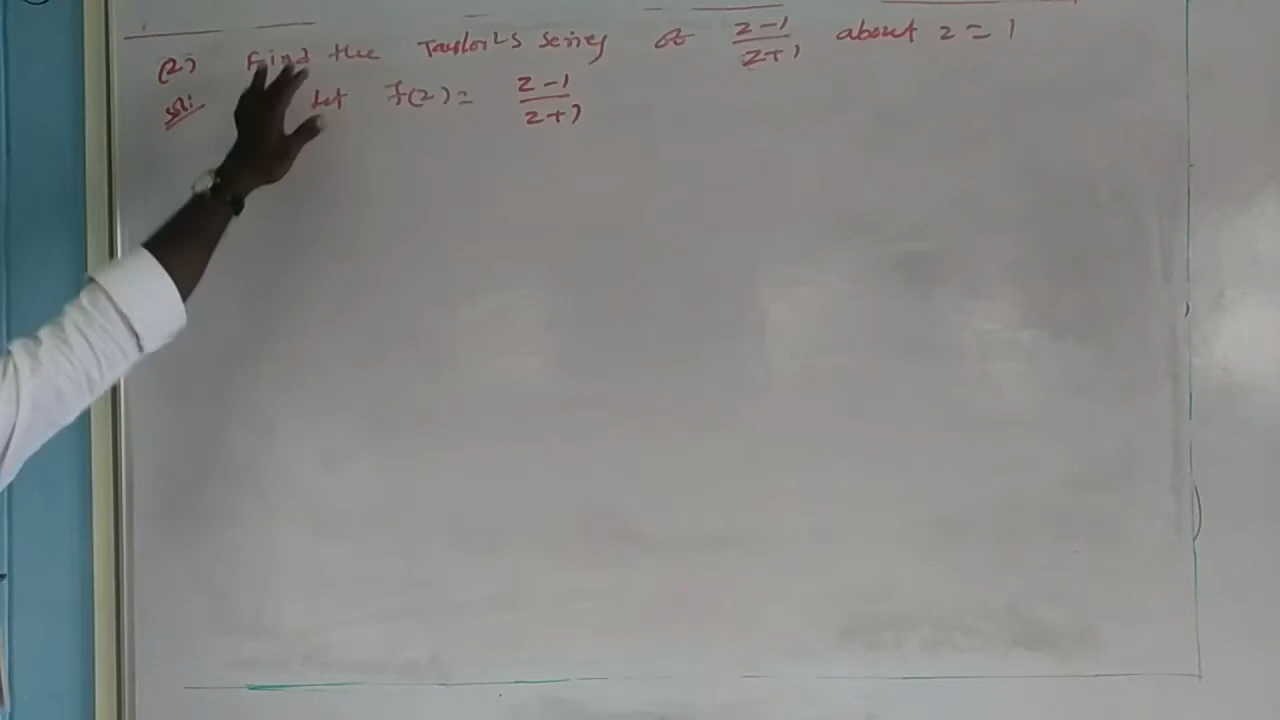 (2) Find the Taylor's Series of z-1/z+1 about z = 1
Sol: Let f(z) = z-1/z+1